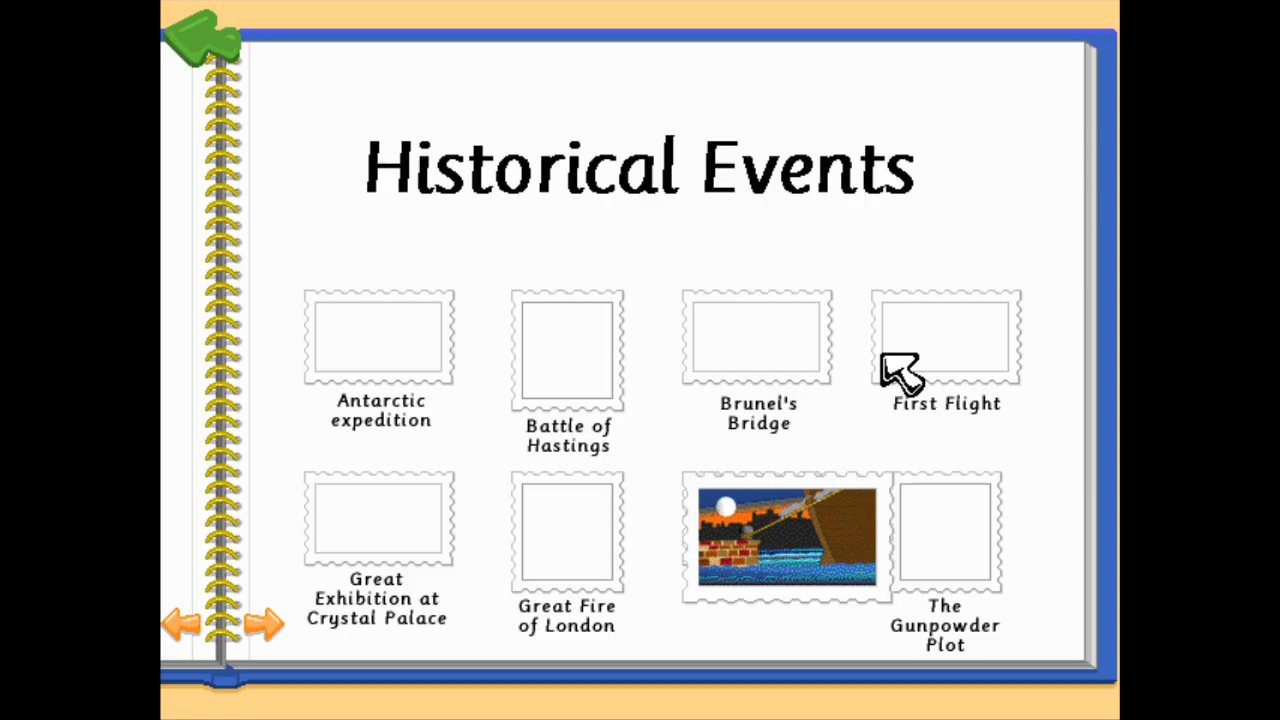 Historical Events
Antarctic
expedition
Battle of
Hastings
Brunel's
Bridge
First Flight
Great
Exhibition at
Crystal Palace
Great Fire
of London
The
Gunpowder
Plot